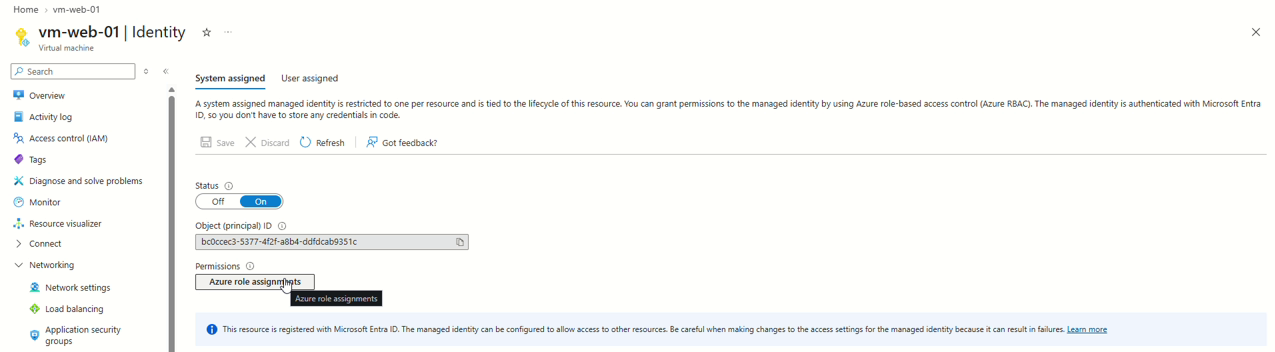 Home > vm-web-01
vm-web-01 | Identity ☆ ···
Virtual machine
Search
Overview
Activity log
Access control (IAM)
Tags
Diagnose and solve problems
Monitor
Resource visualizer
Connect
Networking
Network settings
Load balancing
Application security
groups
System assigned User assigned
A system assigned managed identity is restricted to one per resource and is tied to the lifecycle of this resource. You can grant permissions to the managed identity by using Azure role-based access control (Azure RBAC). The managed identity is authenticated with Microsoft Entra
ID, so you don't have to store any credentials in code.
Save Discard Refresh Got feedback?
Status
Off On
Object (principal) ID
bc0ccec3-5377-4f2f-a8b4-ddfdcab9351c
Permissions
Azure role assignments
Azure role assignments
This resource is registered with Microsoft Entra ID. The managed identity can be configured to allow access to other resources. Be careful when making changes to the access settings for the managed identity because it can result in failures. Learn more